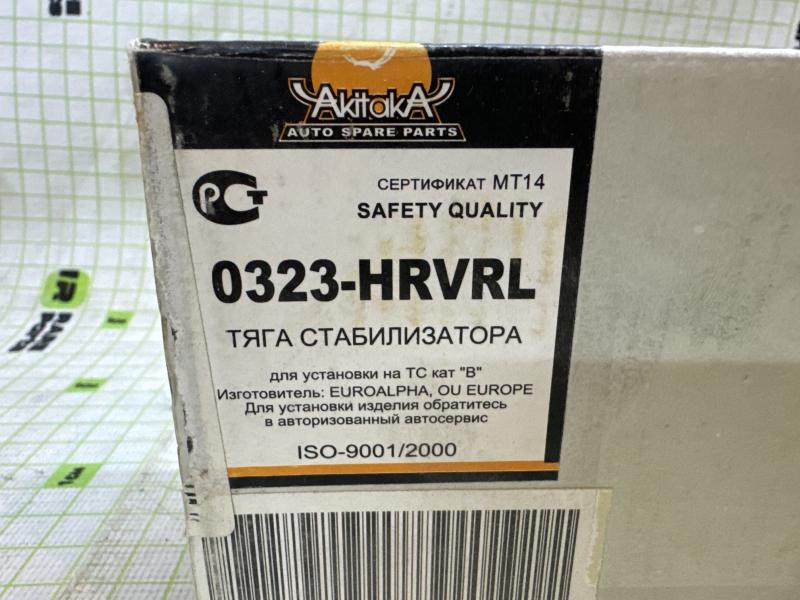 AkitakA
AUTO SPARE PARTS
РСТ
СЕРТИФИКАТ МТ14
SAFETY QUALITY
0323-HRVRL
ТЯГА СТАБИЛИЗАТОРА
для установки на ТС кат "В"
Изготовитель: EUROALPHA, OU EUROPE
Для установки изделия обратитесь
в авторизованный автосервис
ISO-9001/2000